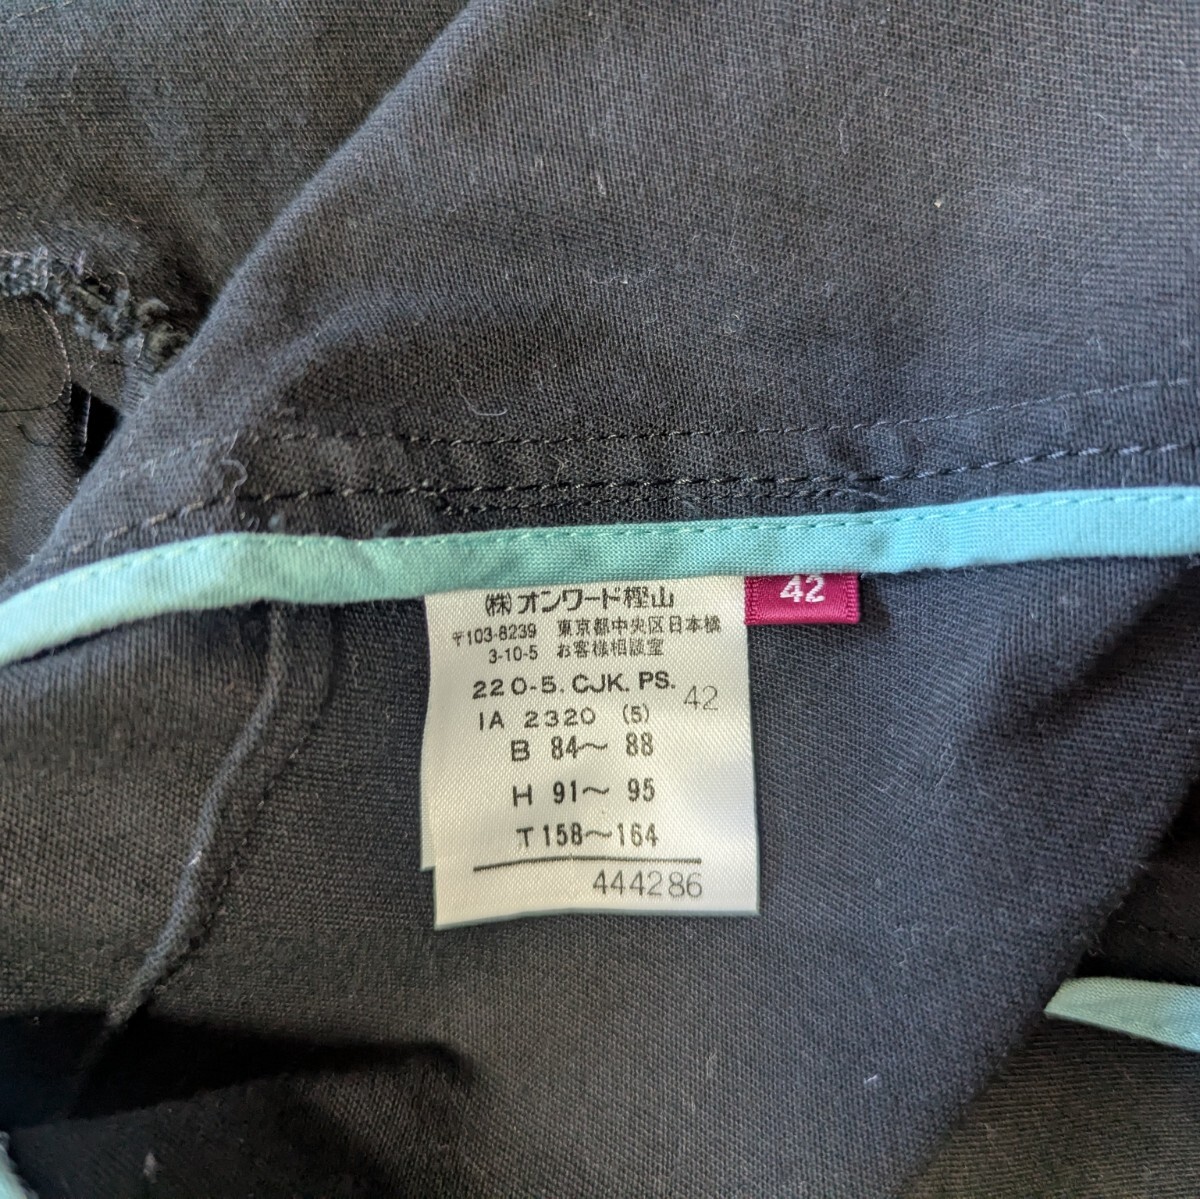 42
(株)オンワード樫山
〒103-8239 東京都中央区日本橋
3-10-5 お客様相談室
220-5. CJK. PS.
42
IA 2320 (5)
B 84～ 88
H 91～ 95
T 158～164
444286